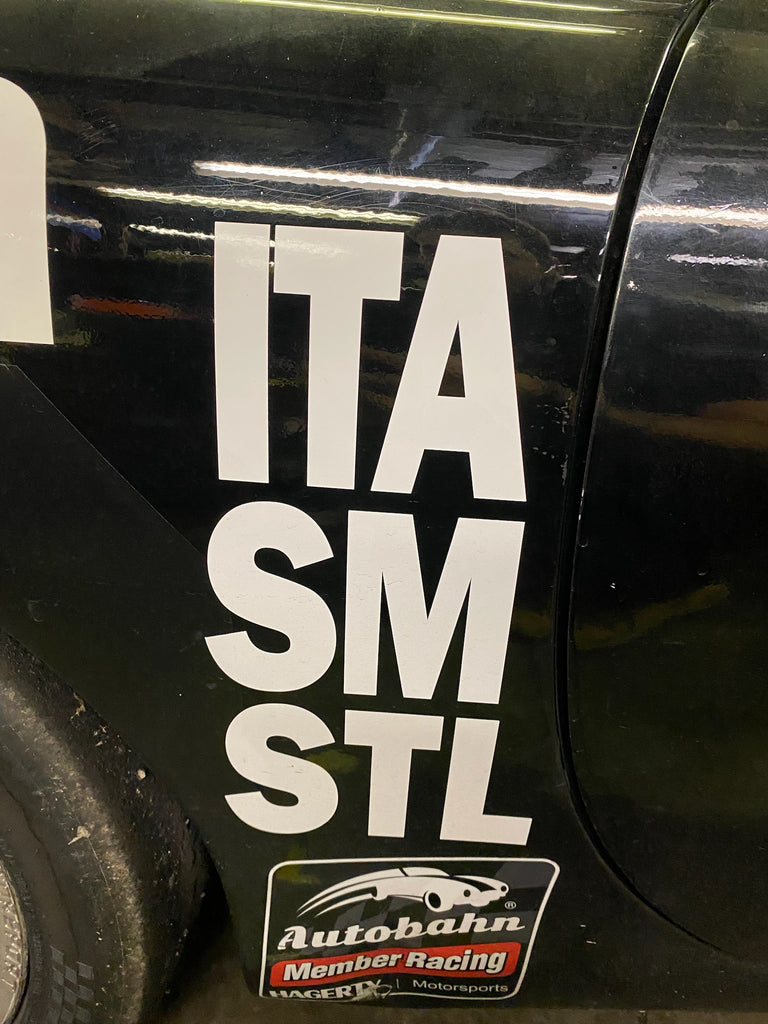 ITA
SM
STL
Autobahn ®
Member Racing
HAGERTY | Motorsports